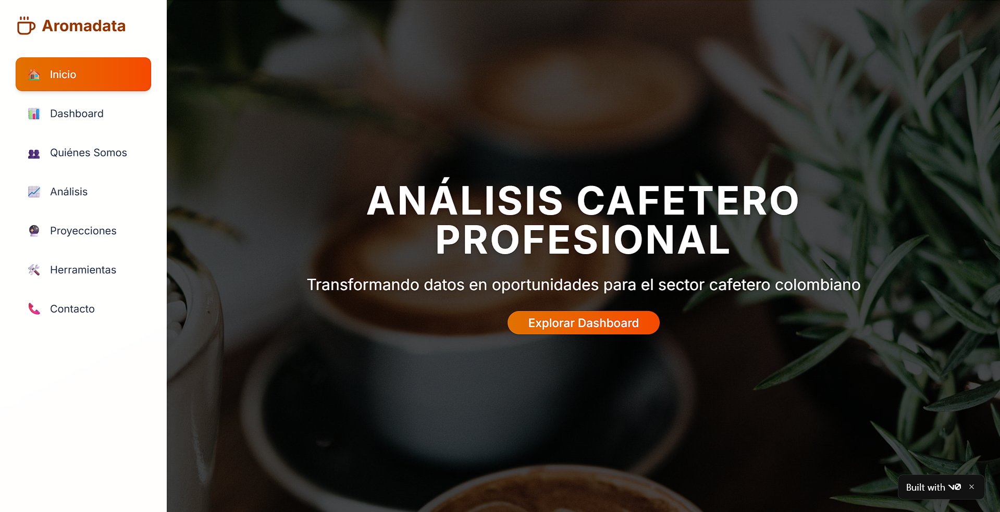 Aromadata
Inicio
Dashboard
Quiénes Somos
Análisis
Proyecciones
Herramientas
Contacto
ANÁLISIS CAFETERO
PROFESIONAL
Transformando datos en oportunidades para el sector cafetero colombiano
Explorar Dashboard
Built with v0